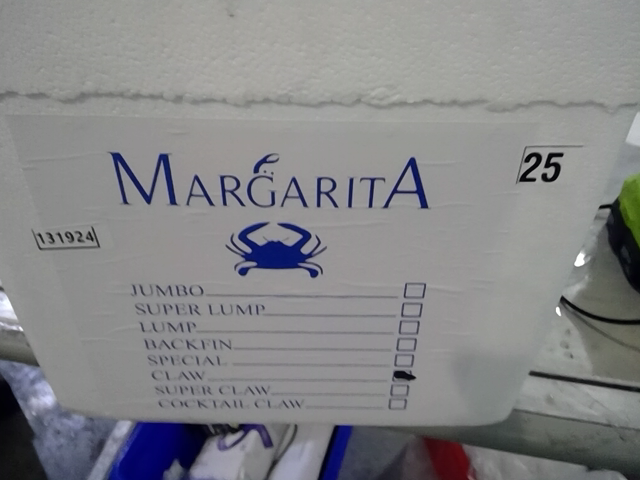 MARGARITA
25
131924
JUMBO
SUPER LUMP
LUMP
BACKFIN
SPECIAL
CLAW
SUPER CLAW
COCKTAIL CLAW